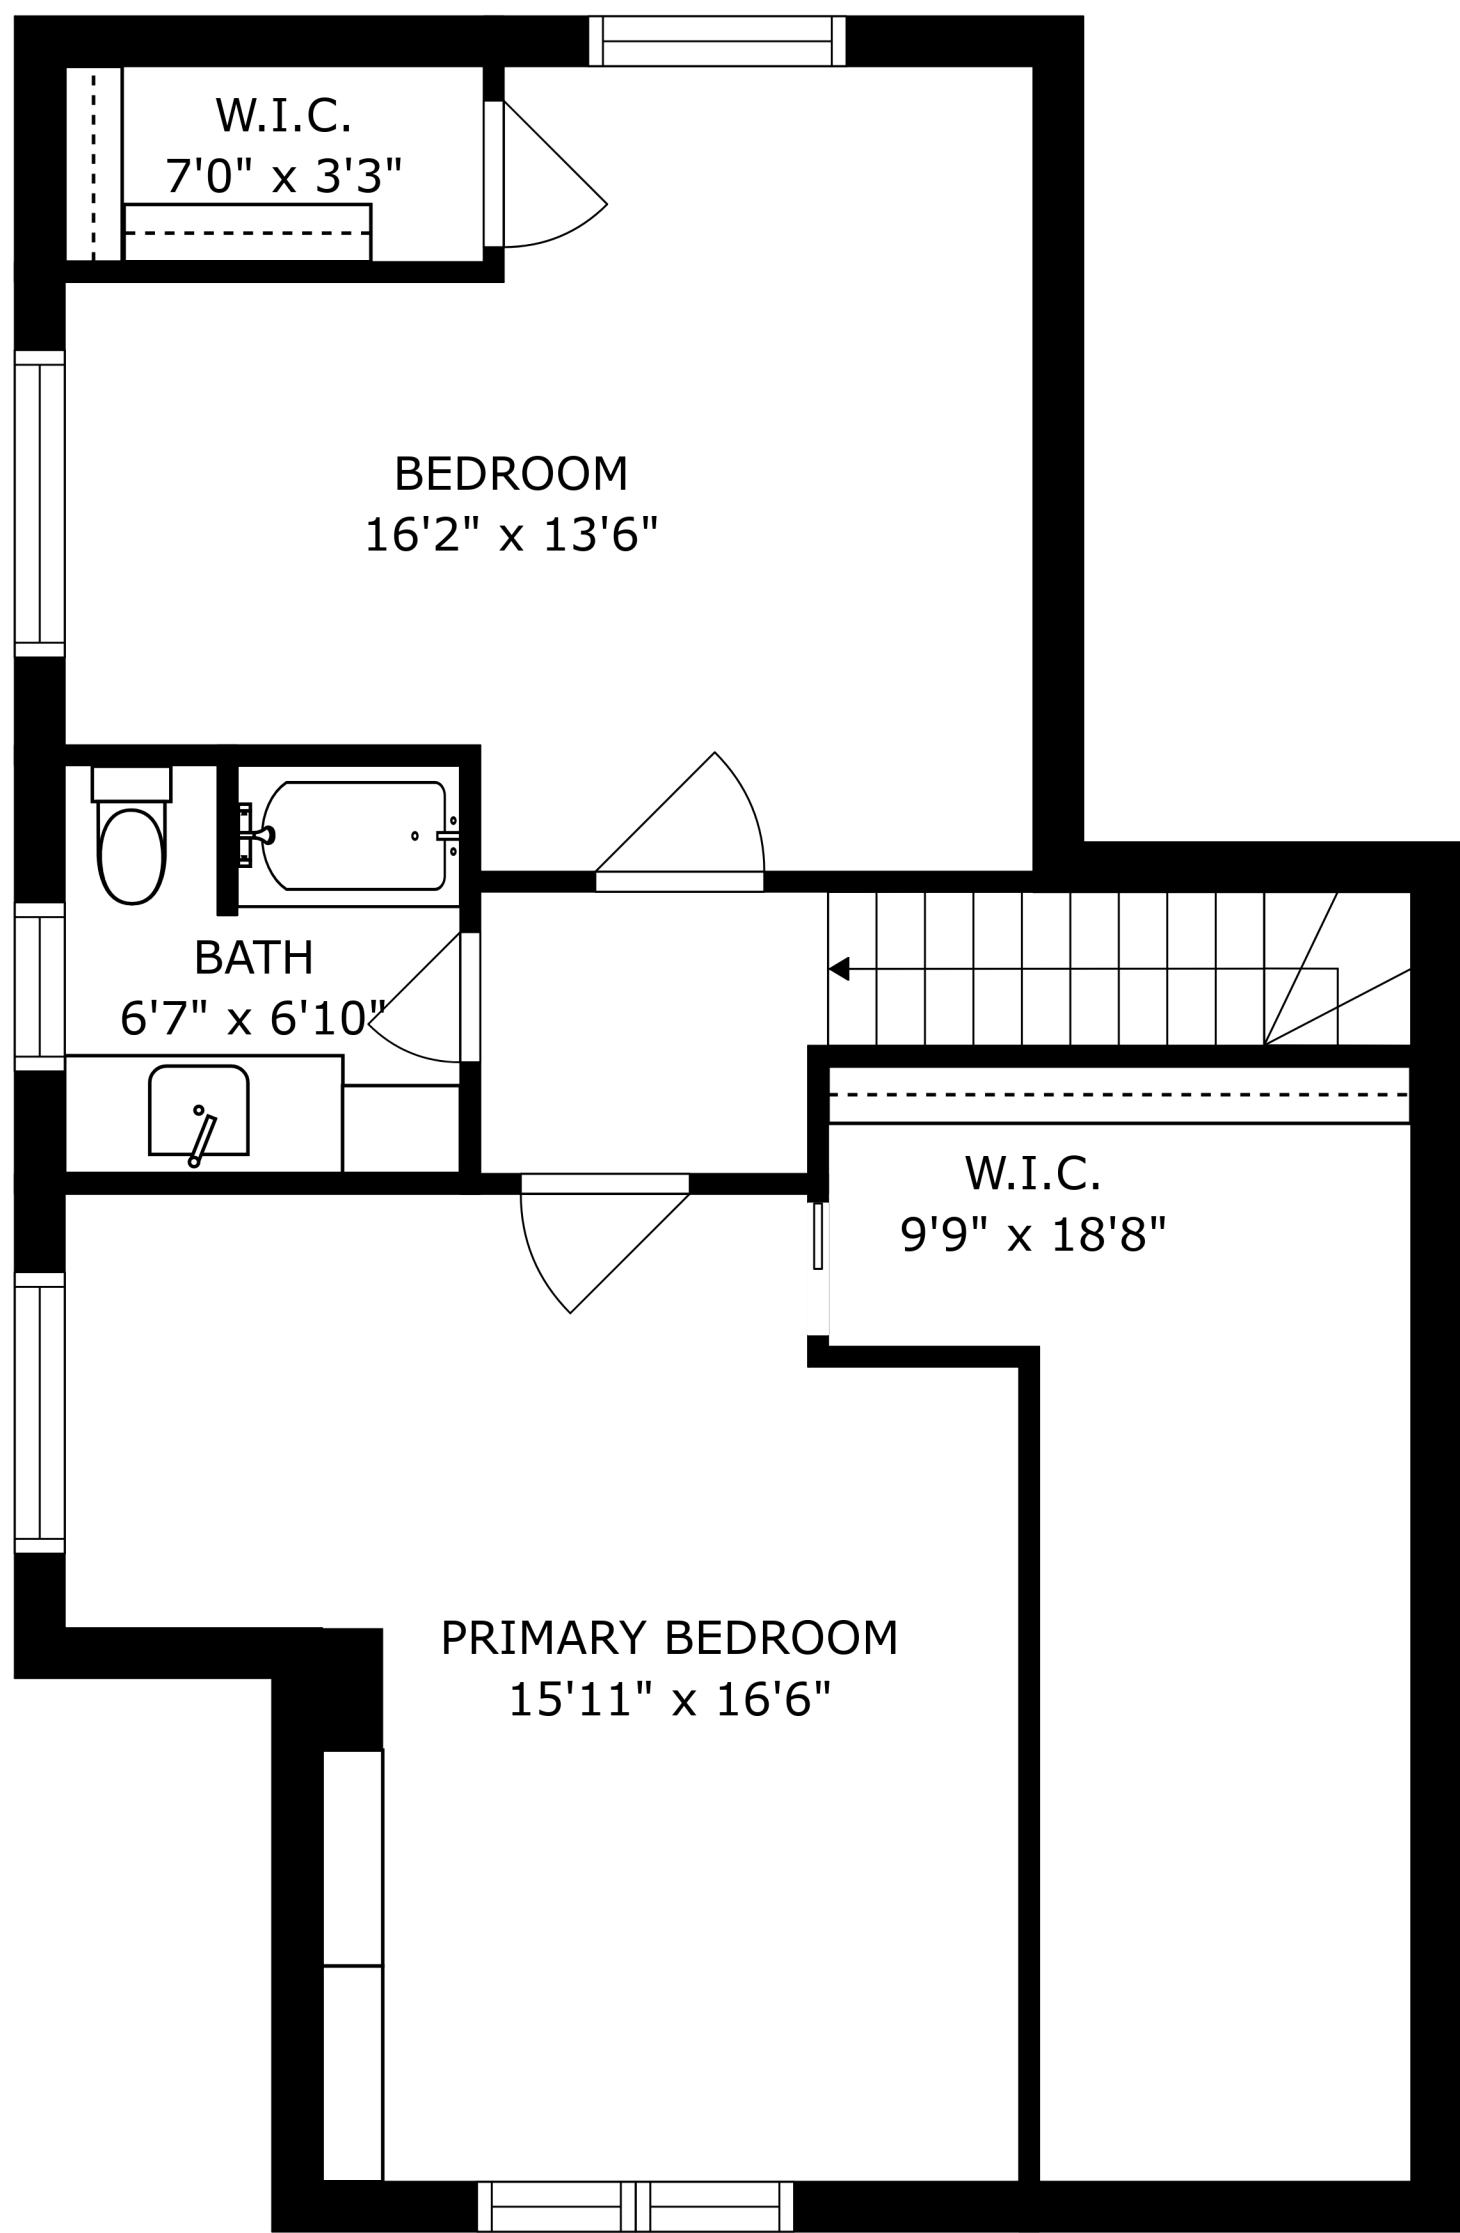 W.I.C.
7'0" x 3'3"
BEDROOM
16'2" x 13'6"
BATH
6'7" x 6'10"
W.I.C.
9'9" x 18'8"
PRIMARY BEDROOM
15'11" x 16'6"